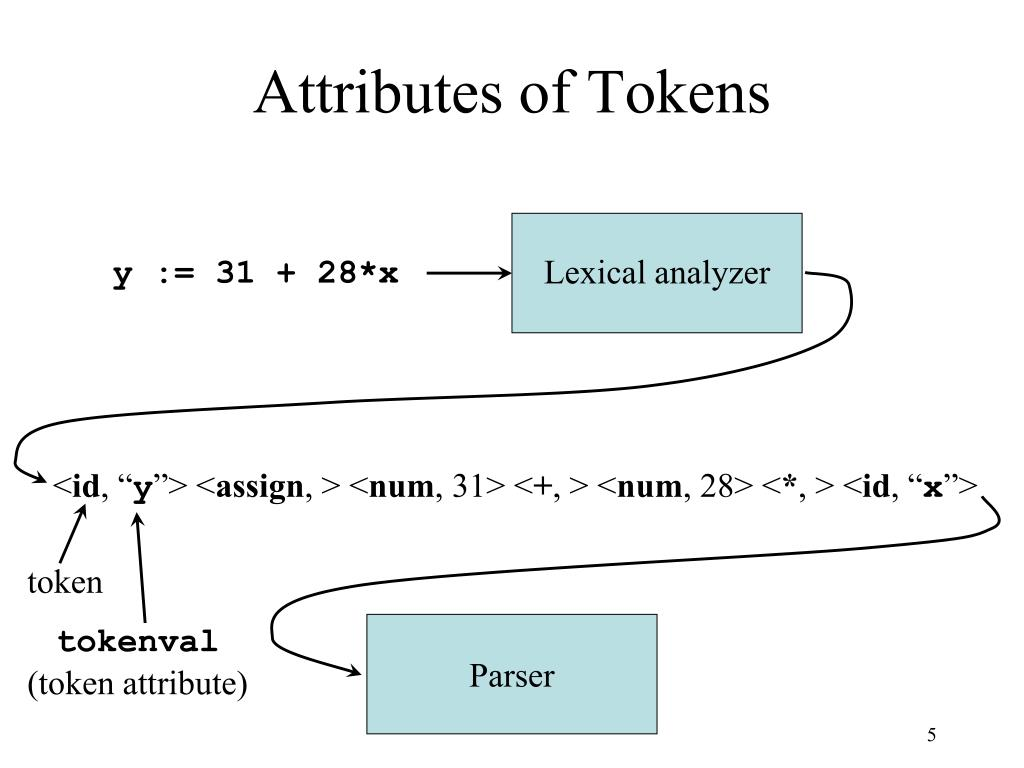 Attributes of Tokens
y := 31 + 28*x
Lexical analyzer
<id, “y”> <assign, > <num, 31> <+, > <num, 28> <*, > <id, “x”>
token
tokenval
(token attribute)
Parser
5